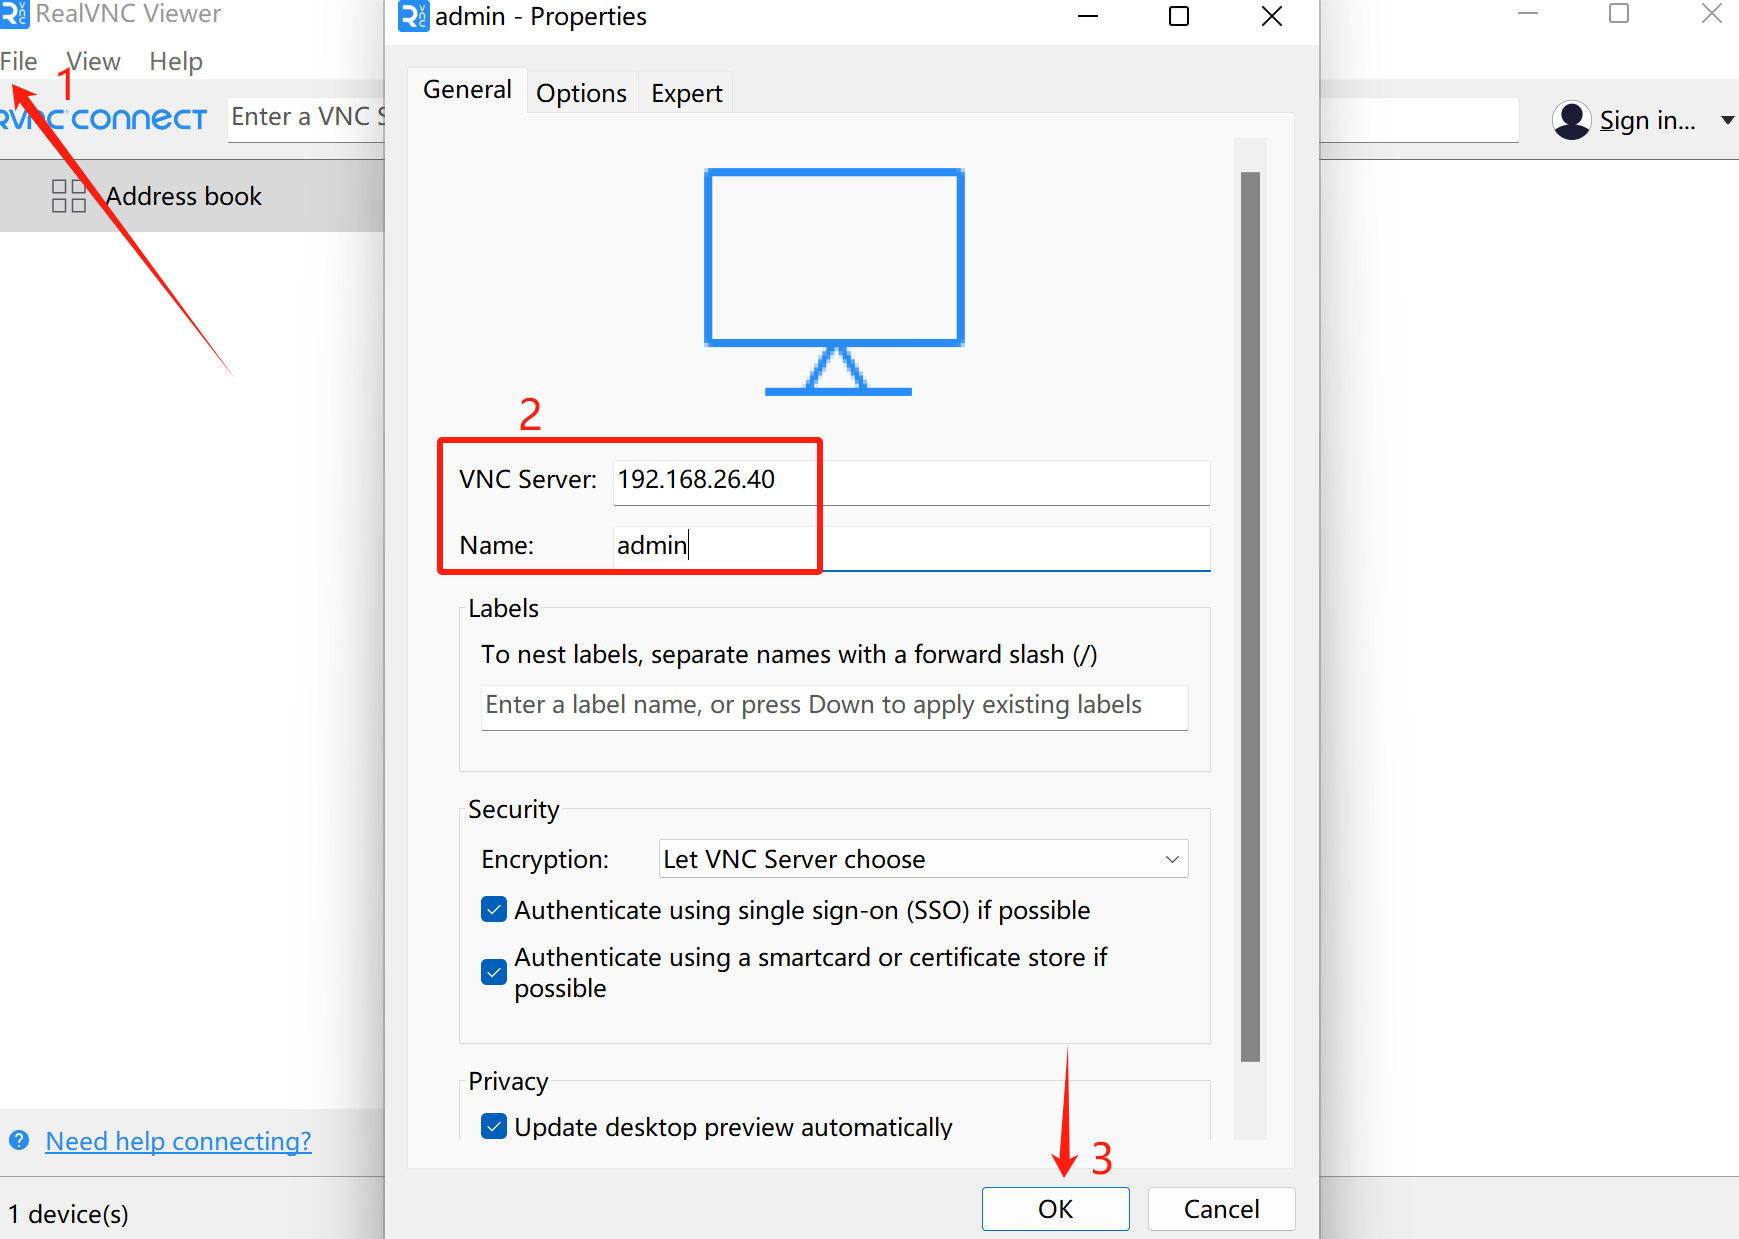 RealVNC Viewer
admin - Properties
File View Help
1
RVNC CONNECT
Enter a VNC S
Sign in...
General Options Expert
Address book
2
VNC Server: 192.168.26.40
Name: admin
Labels
To nest labels, separate names with a forward slash (/)
Enter a label name, or press Down to apply existing labels
Security
Encryption: Let VNC Server choose
Authenticate using single sign-on (SSO) if possible
Authenticate using a smartcard or certificate store if
possible
Privacy
Update desktop preview automatically
Need help connecting?
3
OK Cancel
1 device(s)